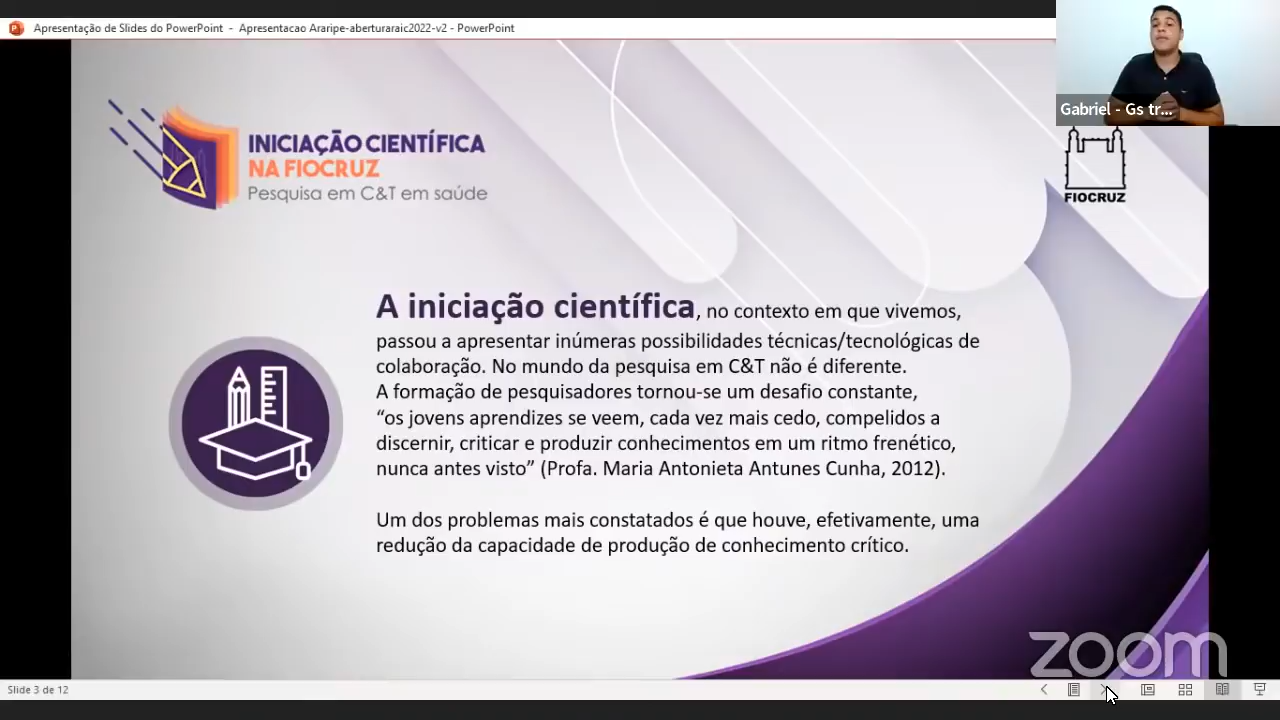 Apresentação de Slides do PowerPoint - Apresentacao Araripe-aberturaraic2022-v2 - PowerPoint
Gabriel - Gs tr...
INICIAÇÃO CIENTÍFICA
NA FIOCRUZ
Pesquisa em C&T em saúde
FIOCRUZ
A iniciação científica, no contexto em que vivemos,
passou a apresentar inúmeras possibilidades técnicas/tecnológicas de
colaboração. No mundo da pesquisa em C&T não é diferente.
A formação de pesquisadores tornou-se um desafio constante,
“os jovens aprendizes se veem, cada vez mais cedo, compelidos a
discernir, criticar e produzir conhecimentos em um ritmo frenético,
nunca antes visto” (Profa. Maria Antonieta Antunes Cunha, 2012).
Um dos problemas mais constatados é que houve, efetivamente, uma
redução da capacidade de produção de conhecimento crítico.
zoom
Slide 3 de 12